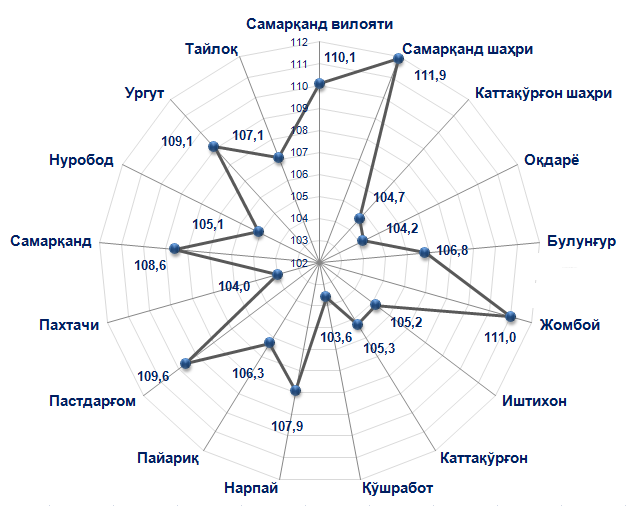 Самарқанд вилояти
112
110,1
Самарқанд шаҳри
Тайлоқ
111
111,9
110
Каттақўрғон шаҳри
Ургут
109
107,1
109,1
108
Нуробод
107
Оқдарё
106
105
104,7
105,1
104
104,2
Самарқанд
103
106,8
Булунғур
108,6
102
104,0
Пахтачи
105,2
111,0
Жомбой
103,6
105,3
109,6
106,3
Пастдарғом
Иштихон
107,9
Пайариқ
Каттақўрғон
Нарпай
Қўшработ